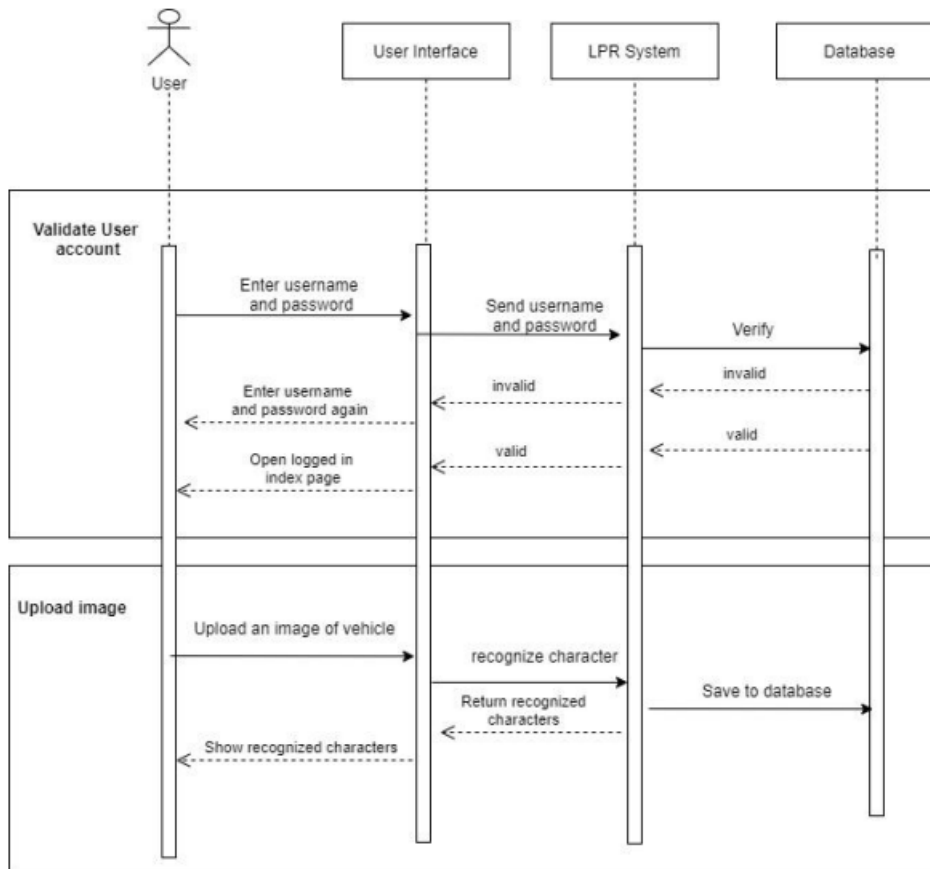 User
User Interface
LPR System
Database
Validate User
account
Enter username
and password
Send username
and password
Verify
invalid
invalid
Enter username
and password again
valid
valid
Open logged in
index page
Upload image
Upload an image of vehicle
recognize character
Save to database
Return recognized
characters
Show recognized characters